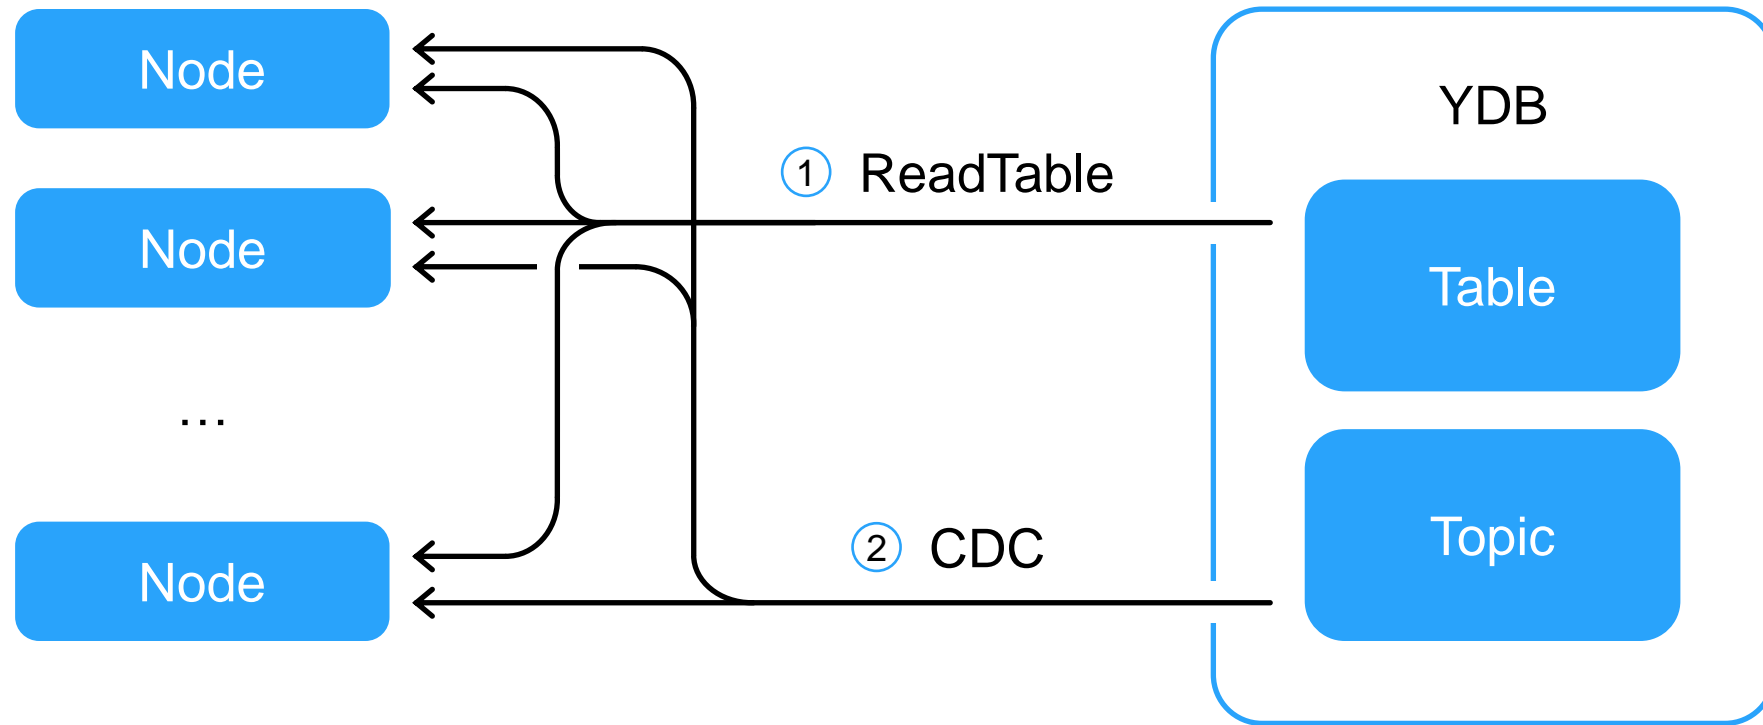 Node
Node
...
Node
1 ReadTable
2 CDC
YDB
Table
Topic